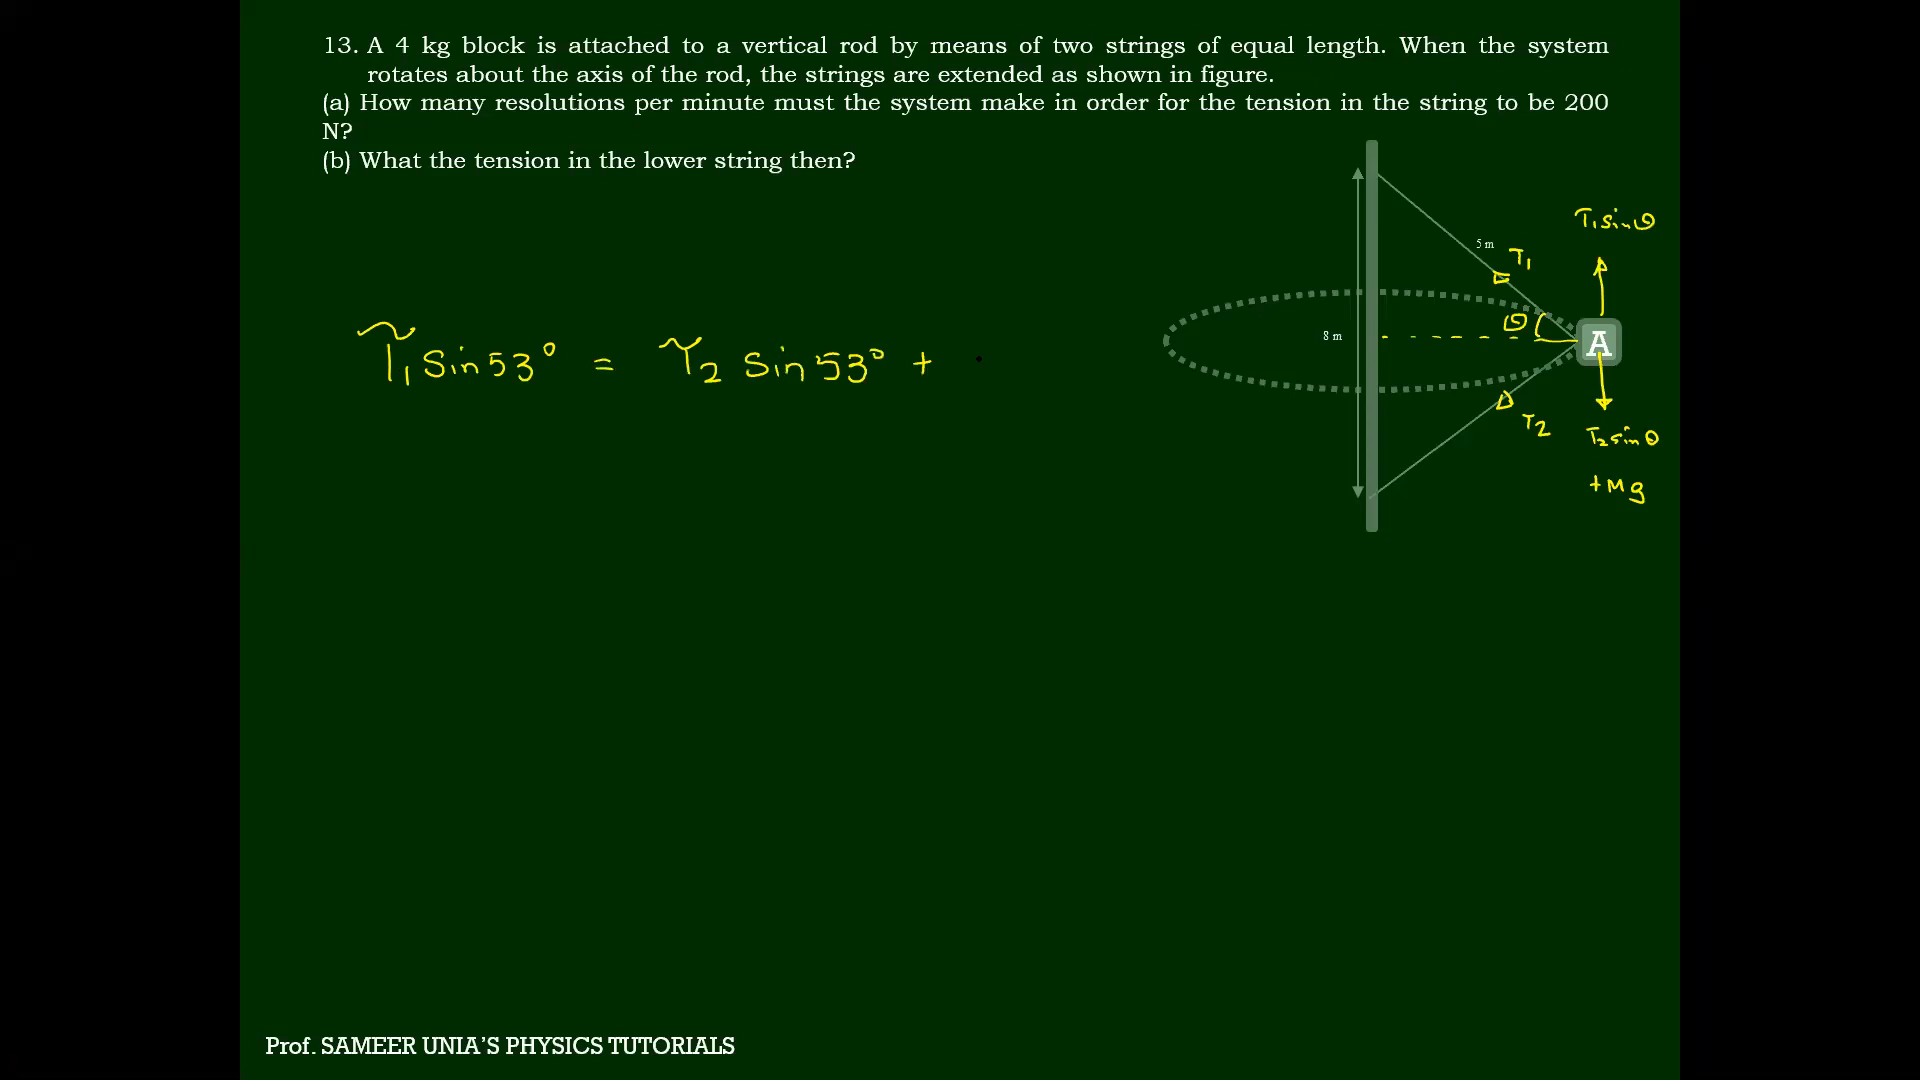 13. A 4 kg block is attached to a vertical rod by means of two strings of equal length. When the system
rotates about the axis of the rod, the strings are extended as shown in figure.
(a) How many resolutions per minute must the system make in order for the tension in the string to be 200
N?
(b) What the tension in the lower string then?
T₁sinθ
5 m
T₁
θ
8 m
A
T₁ Sin 53° = T₂ Sin 53° +
T₂
T₂sinθ
+Mg
Prof. SAMEER UNIA’S PHYSICS TUTORIALS